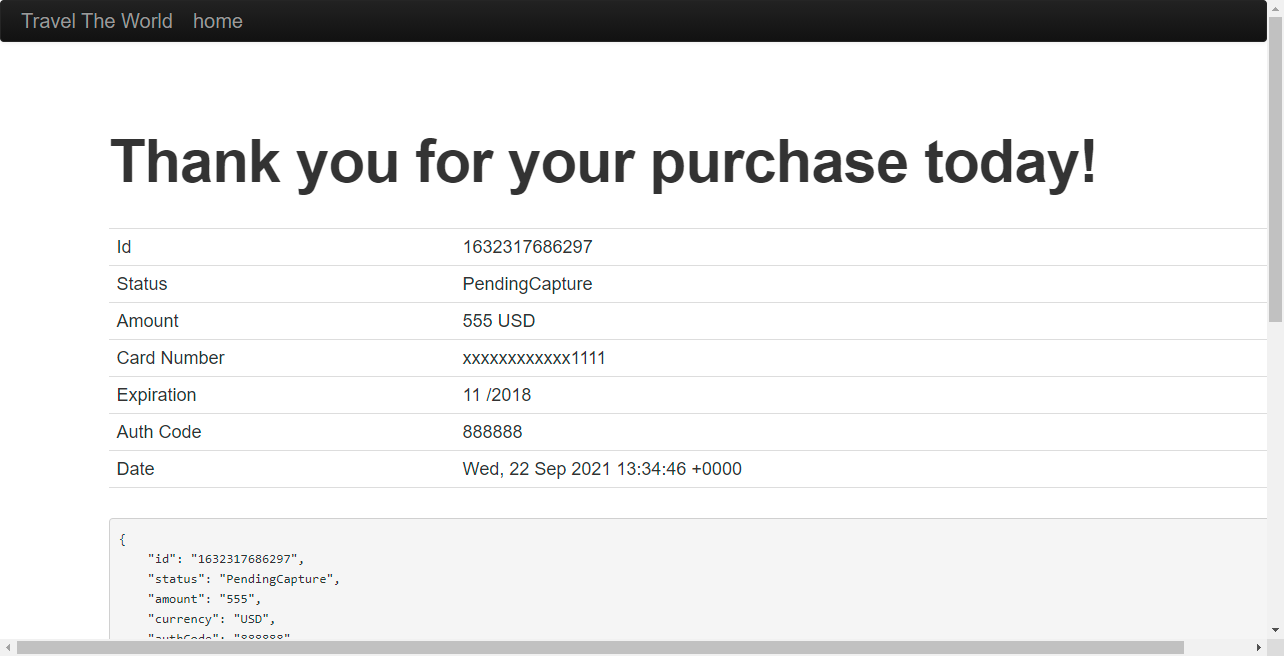 Travel The World home
Thank you for your purchase today!
Id 1632317686297
Status PendingCapture
Amount 555 USD
Card Number xxxxxxxxxxxx1111
Expiration 11 /2018
Auth Code 888888
Date Wed, 22 Sep 2021 13:34:46 +0000
{
"id": "1632317686297",
"status": "PendingCapture",
"amount": "555",
"currency": "USD",
"authCode": "888888"